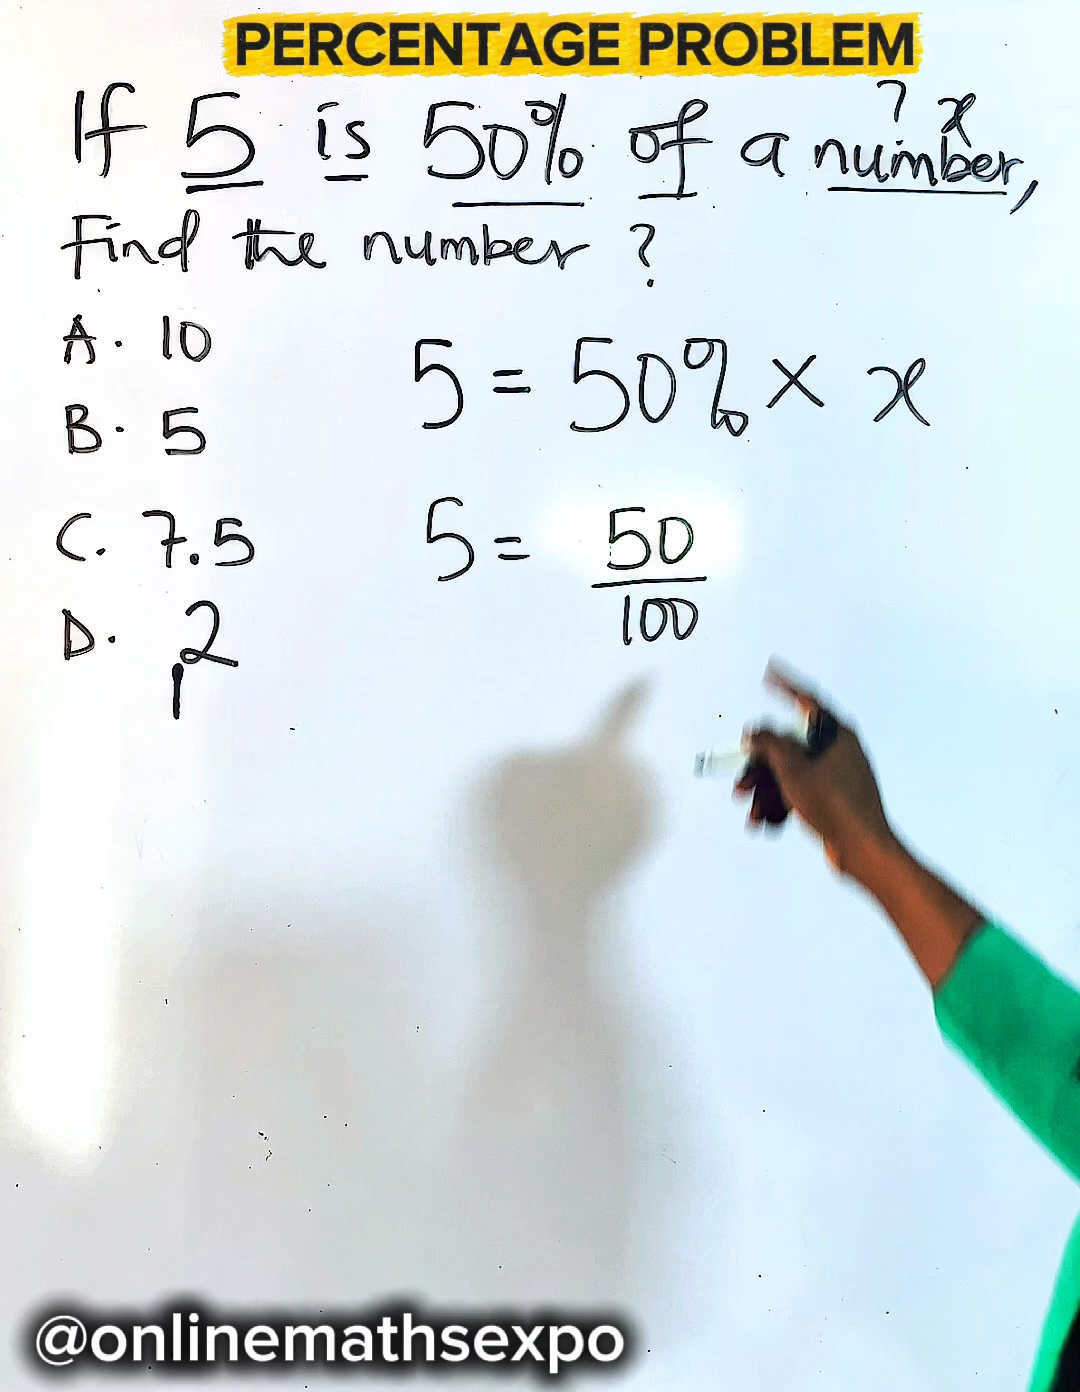 PERCENTAGE PROBLEM
? x
If 5 is 50% of a number,
Find the number ?
A. 10
B. 5
C. 7.5
D. 2
5 = 50% × x
5 = 50
100
@onlinemathsexpo